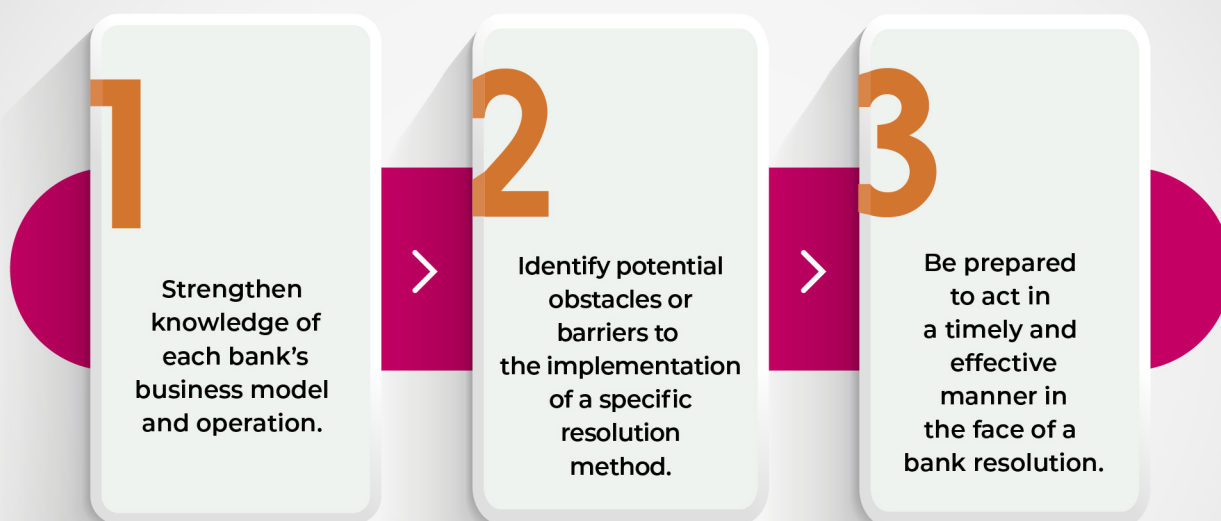 1
Strengthen
knowledge of
each bank's
business model
and operation.
2
Identify potential
obstacles or
barriers to
the implementation
of a specific
resolution
method.
3
Be prepared
to act in
a timely and
effective
manner in
the face of a
bank resolution.